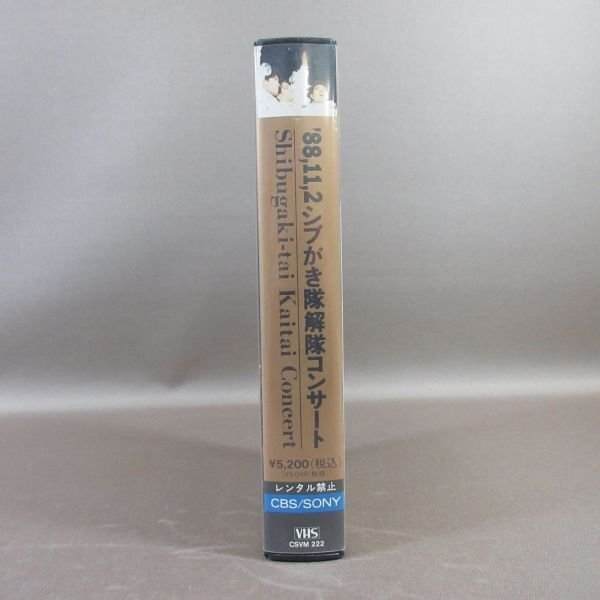 '88,11,2 シブがき隊解隊コンサート
Shibugaki-tai Kaitai Concert
¥5,200(税込)
レンタル禁止
CBS/SONY
VHS
CSVM 222